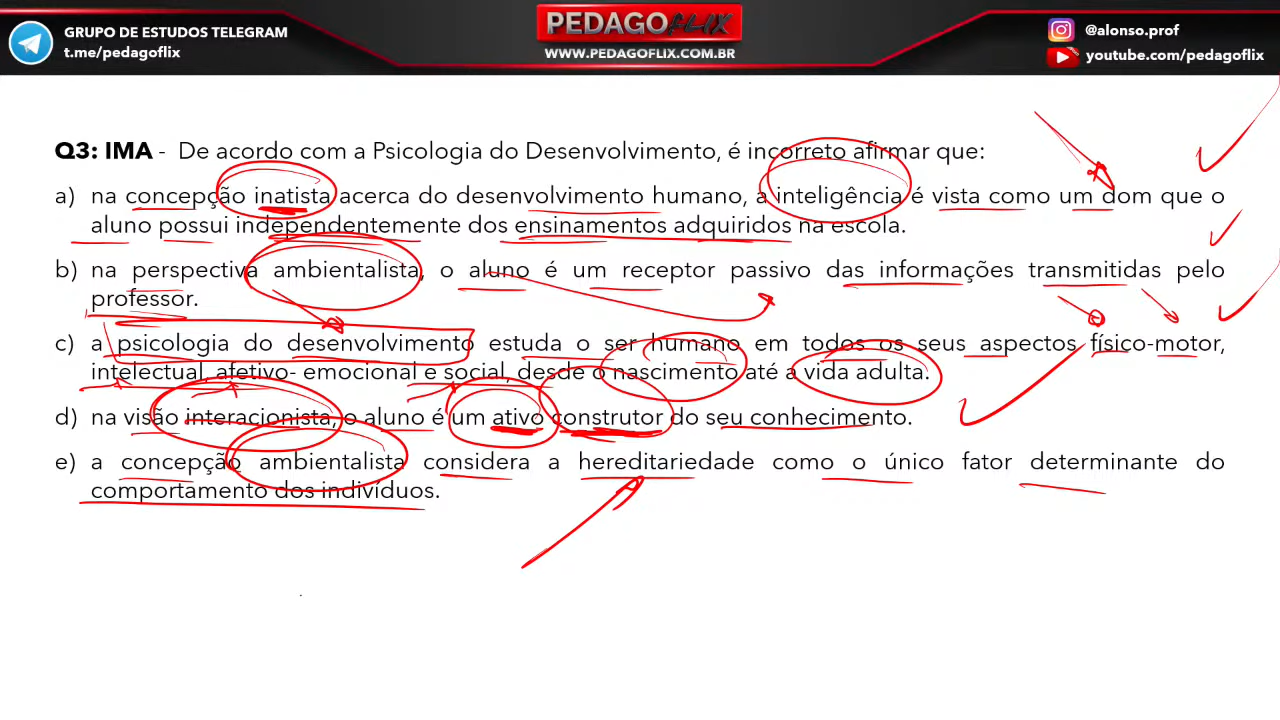 GRUPO DE ESTUDOS TELEGRAM
t.me/pedagoflix
PEDAGOFLIX
WWW.PEDAGOFLIX.COM.BR
@alonso.prof
youtube.com/pedagoflix
Q3: IMA - De acordo com a Psicologia do Desenvolvimento, é incorreto afirmar que:
a) na concepção inatista acerca do desenvolvimento humano, a inteligência é vista como um dom que o
aluno possui independentemente dos ensinamentos adquiridos na escola.
b) na perspectiva ambientalista, o aluno é um receptor passivo das informações transmitidas pelo
professor.
c) a psicologia do desenvolvimento estuda o ser humano em todos os seus aspectos físico-motor,
intelectual, afetivo- emocional e social, desde o nascimento até a vida adulta.
d) na visão interacionista, o aluno é um ativo construtor do seu conhecimento.
e) a concepção ambientalista considera a hereditariedade como o único fator determinante do
comportamento dos indivíduos.